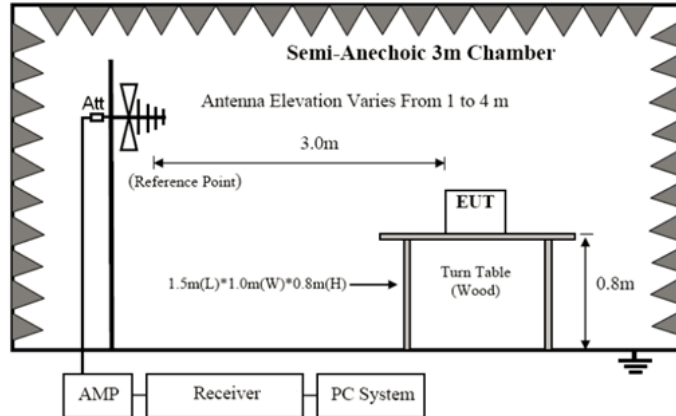 Semi-Anechoic 3m Chamber
Att
Antenna Elevation Varies From 1 to 4 m
3.0m
(Reference Point)
EUT
1.5m(L)*1.0m(W)*0.8m(H)
Turn Table
(Wood)
0.8m
AMP
Receiver
PC System